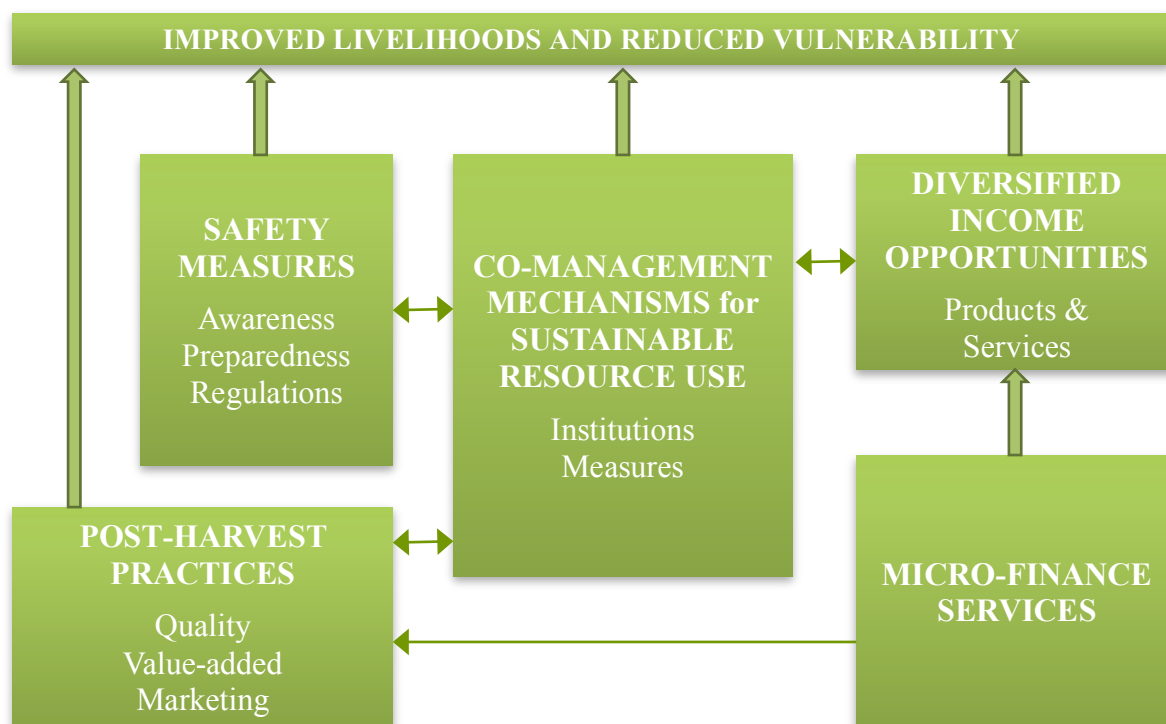 IMPROVED LIVELIHOODS AND REDUCED VULNERABILITY
SAFETY
MEASURES
Awareness
Preparedness
Regulations
CO-MANAGEMENT
MECHANISMS for
SUSTAINABLE
RESOURCE USE
Institutions
Measures
DIVERSIFIED
INCOME
OPPORTUNITIES
Products &
Services
POST-HARVEST
PRACTICES
Quality
Value-added
Marketing
MICRO-FINANCE
SERVICES